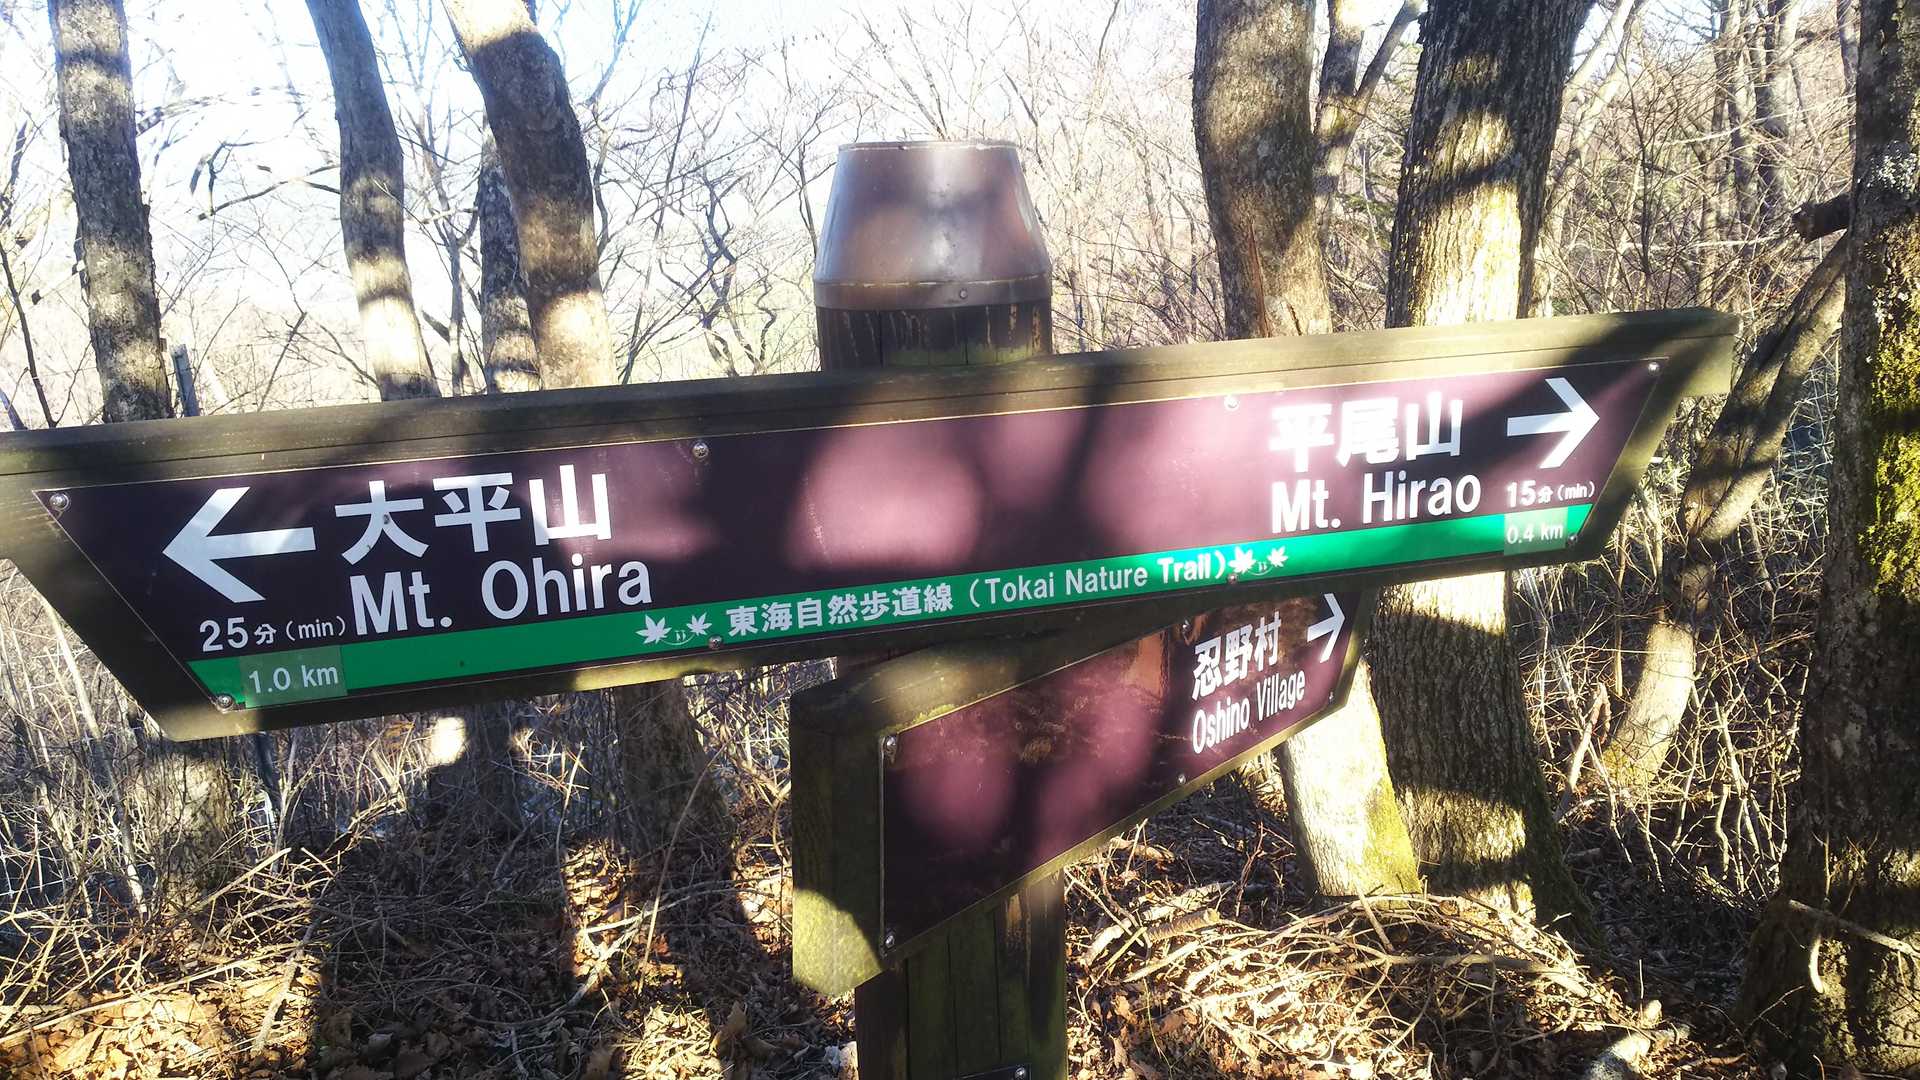 ← 大平山
Mt. Ohira
25分(min)
1.0 km
東海自然歩道線 (Tokai Nature Trail)
平尾山 →
Mt. Hirao
15分(min)
0.4 km
忍野村 →
Oshino Village